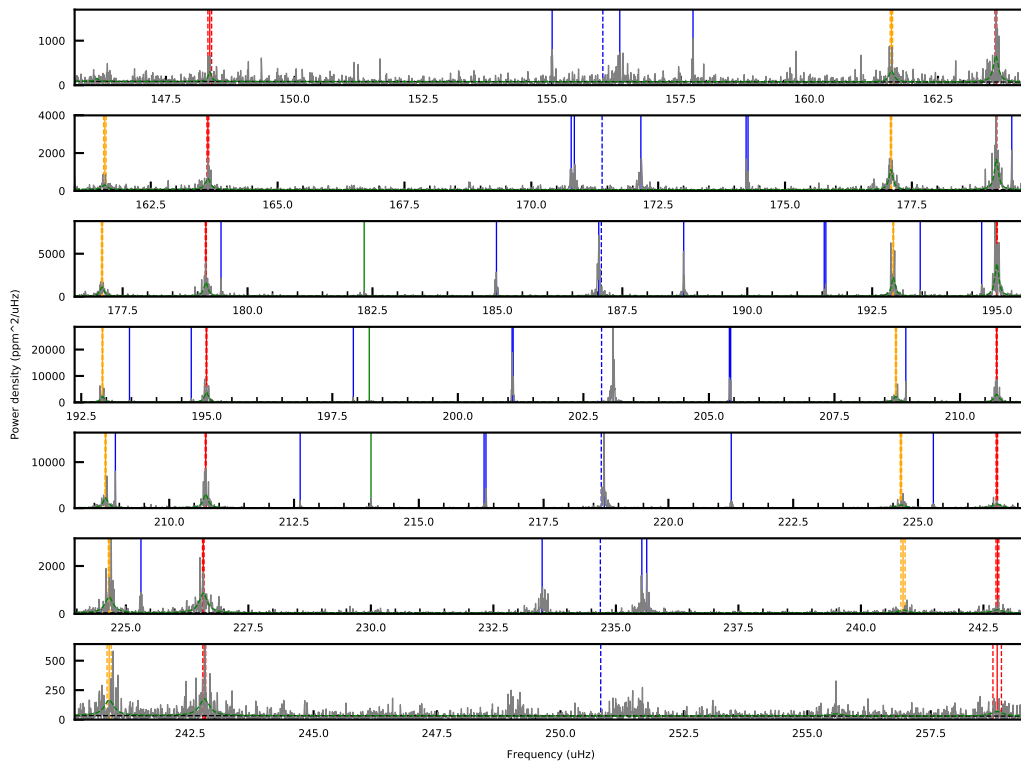 1000
0
147.5 150.0 152.5 155.0 157.5 160.0 162.5
4000
2000
0
162.5 165.0 167.5 170.0 172.5 175.0 177.5
5000
0
177.5 180.0 182.5 185.0 187.5 190.0 192.5 195.0
20000
10000
0
192.5 195.0 197.5 200.0 202.5 205.0 207.5 210.0
10000
0
210.0 212.5 215.0 217.5 220.0 222.5 225.0
2000
0
225.0 227.5 230.0 232.5 235.0 237.5 240.0 242.5
500
250
0
242.5 245.0 247.5 250.0 252.5 255.0 257.5
Power density (ppm^2/uHz)
Frequency (uHz)